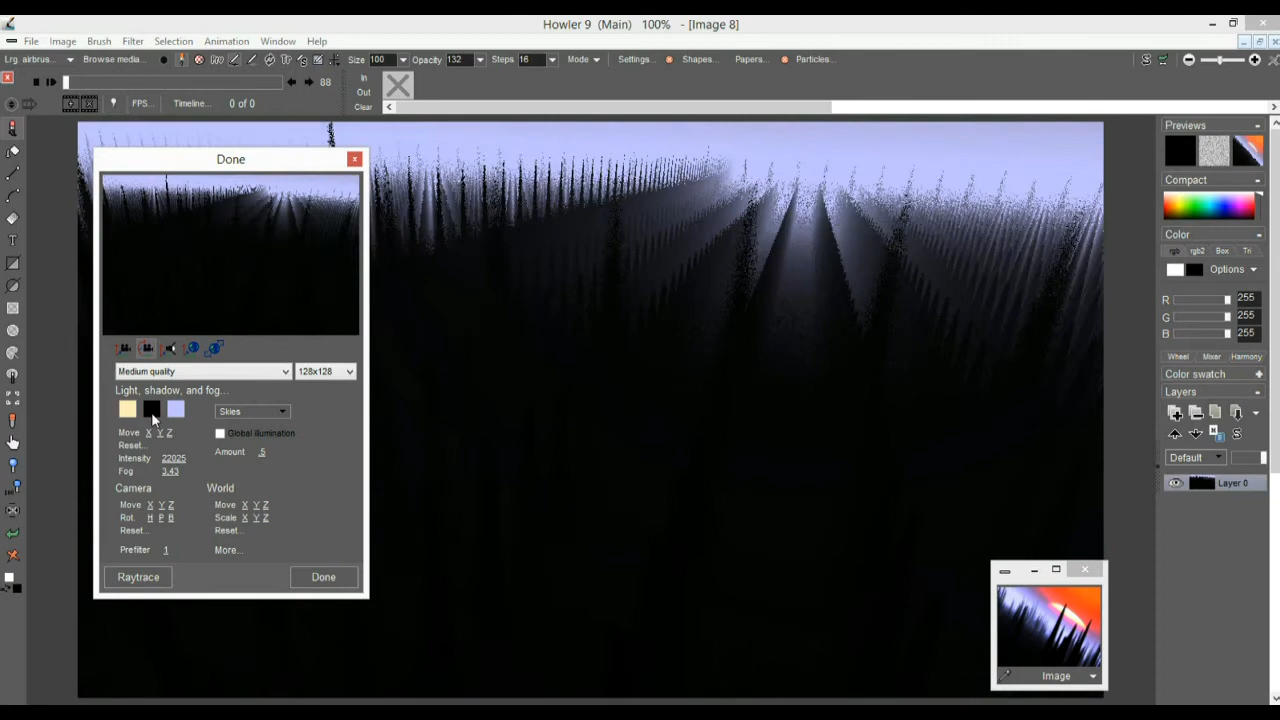 Howler 9 (Main) 100% - [Image 8]
File Image Brush Filter Selection Animation Window Help
Lrg airbrus... Browse media... Size 100 Opacity 132 Steps 16 Mode Settings... Shapes... Papers... Particles...
88 In
Out
FPS... Timeline... 0 of 0 Clear
Previews
Compact
Color
rgb rgb2 Box Tri
Options
R 255
G 255
B 255
Wheel Mixer Harmony
Color swatch
Layers
Default
Layer 0
Done
Medium quality 128x128
Light, shadow, and fog...
Skies
Move X Y Z Global illumination
Reset...
Amount .5
Intensity 22025
Fog 3.43
Camera World
Move X Y Z Move X Y Z
Rot. H P B Scale X Y Z
Reset... Reset...
Prefilter 1 More...
Raytrace Done
Image